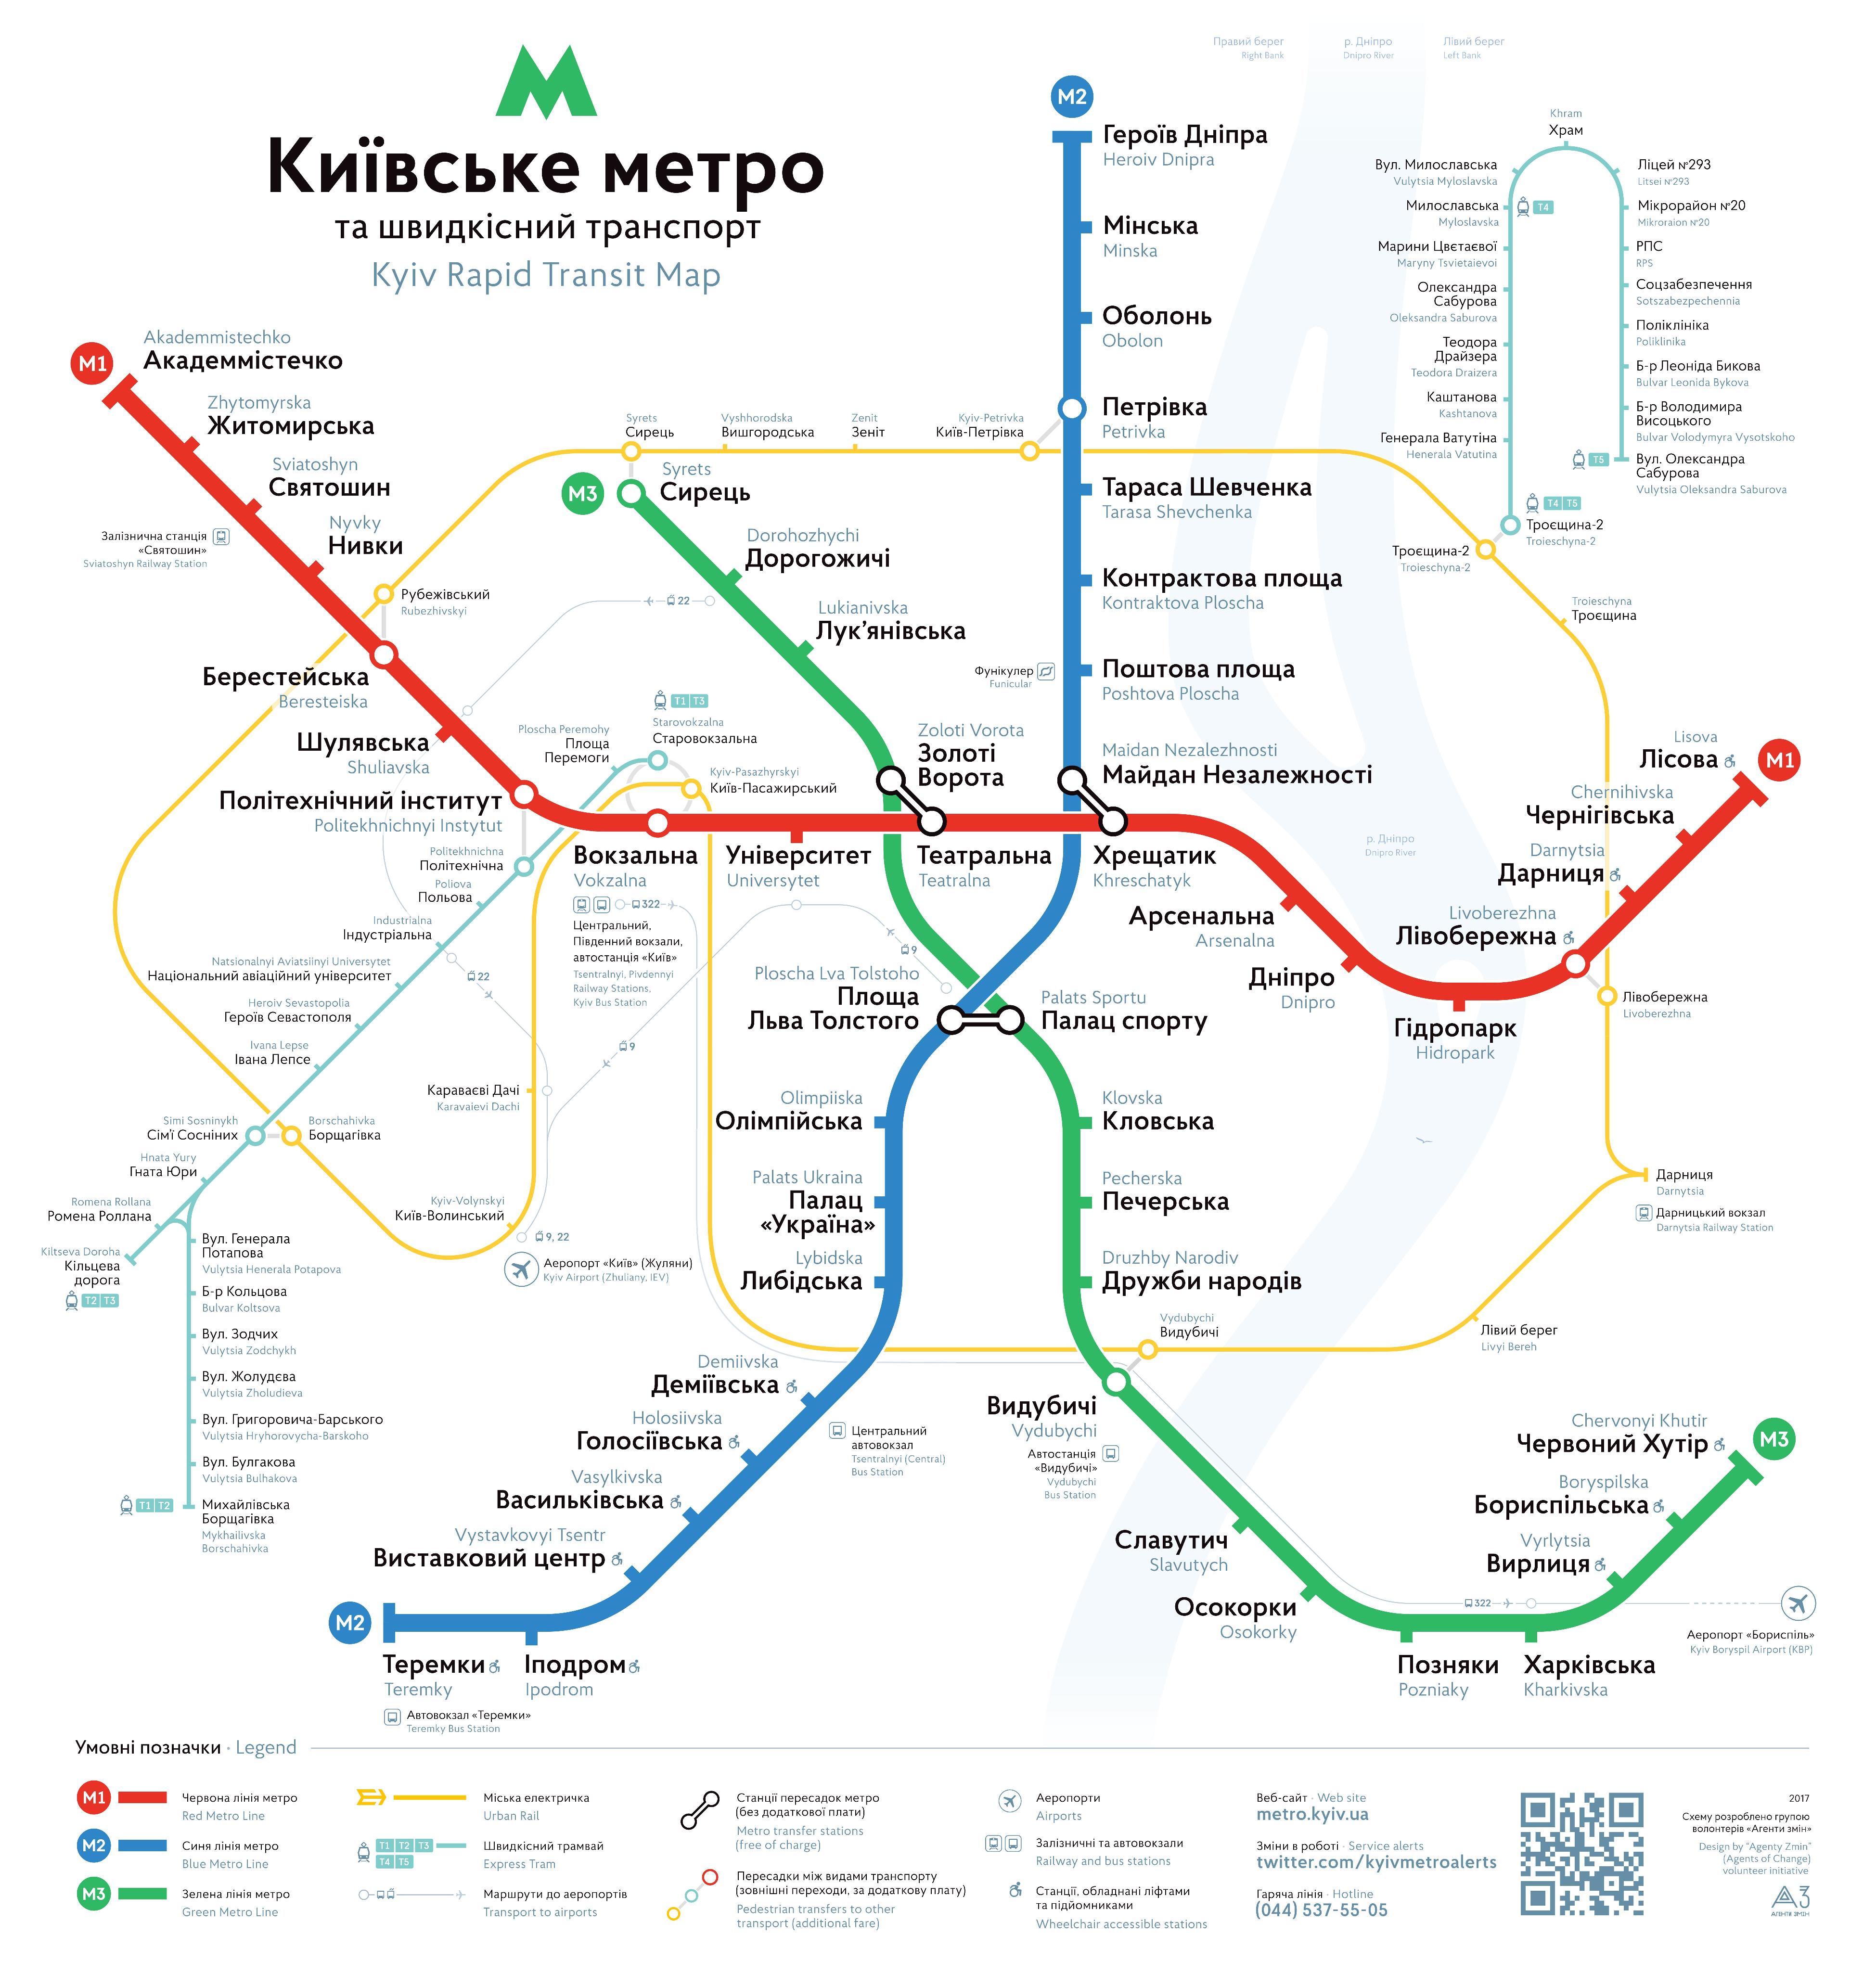 Правий берег
Right Bank
р. Дніпро
Dnipro River
Лівий берег
Left Bank
Київське метро
та швидкісний транспорт
Kyiv Rapid Transit Map
M2
Героїв Дніпра
Heroiv Dnipra
Мінська
Minska
Оболонь
Obolon
Петрівка
Petrivka
Тараса Шевченка
Tarasa Shevchenka
Контрактова площа
Kontraktova Ploscha
Поштова площа
Poshtova Ploscha
Фунікулер
Funicular
Maidan Nezalezhnosti
Майдан Незалежності
Khram
Храм
Вул. Милославська
Vulytsia Myloslavska
Милославська
Myloslavska
T4
Марини Цвєтаєвої
Maryny Tsvietaievoi
Олександра
Сабурова
Oleksandra Saburova
Теодора
Драйзера
Teodora Draizera
Каштанова
Kashtanova
Генерала Ватутіна
Henerala Vatutina
Ліцей №293
Litsei №293
Мікрорайон №20
Mikroraion №20
РПС
RPS
Соцзабезпечення
Sotszabezpechennia
Поліклініка
Poliklinika
Б-р Леоніда Бикова
Bulvar Leonida Bykova
Б-р Володимира
Висоцького
Bulvar Volodymyra Vysotskoho
T5
Вул. Олександра
Сабурова
Vulytsia Oleksandra Saburova
T4 T5
Троєщина-2
Troieschyna-2
Троєщина-2
Troieschyna-2
Troieschyna
Троєщина
M1
Akademmistechko
Академмістечко
Zhytomyrska
Житомирська
Sviatoshyn
Святошин
Залізнична станція
«Святошин»
Sviatoshyn Railway Station
Nyvky
Нивки
Рубежівський
Rubezhivskyi
Берестейська
Beresteiska
Шулявська
Shuliavska
Політехнічний інститут
Politekhnichnyi Instytut
Syrets
Сирець
Vyshhorodska
Вишгородська
Zenit
Зеніт
Kyiv-Petrivka
Київ-Петрівка
M3
Syrets
Сирець
Dorohozhychi
Дорогожичі
Lukianivska
Лук’янівська
22
T1 T3
Starovokzalna
Старовокзальна
Ploscha Peremohy
Площа
Перемоги
Kyiv-Pasazhyrskyi
Київ-Пасажирський
Zoloti Vorota
Золоті
Ворота
Вокзальна
Vokzalna
322
Центральний,
Південний вокзали,
автостанція «Київ»
Tsentralnyi, Pivdennyi
Railway Stations,
Kyiv Bus Station
Університет
Universytet
Театральна
Teatralna
Хрещатик
Khreschatyk
Арсенальна
Arsenalna
Дніпро
Dnipro
р. Дніпро
Dnipro River
Гідропарк
Hidropark
Livoberezhna
Лівобережна
Darnytsia
Дарниця
Chernihivska
Чернігівська
Lisova
Лісова
M1
Лівобережна
Livoberezhna
Дарниця
Darnytsia
Дарницький вокзал
Darnytsia Railway Station
Лівий берег
Livyi Bereh
Politekhnichna
Політехнічна
Poliova
Польова
Industrialna
Індустріальна
Natsionalnyi Aviatsiinyi Universytet
Національний авіаційний університет
22
Heroiv Sevastopolia
Героїв Севастополя
Ivana Lepse
Івана Лепсе
Simi Sosninykh
Сім'ї Сосніних
Borschahivka
Борщагівка
Hnata Yury
Гната Юри
Romena Rollana
Ромена Роллана
Kiltseva Doroha
Кільцева
дорога
T2 T3
Вул. Генерала
Потапова
Vulytsia Henerala Potapova
Б-р Кольцова
Bulvar Koltsova
Вул. Зодчих
Vulytsia Zodchykh
Вул. Жолудєва
Vulytsia Zholudieva
Вул. Григоровича-Барського
Vulytsia Hryhorovycha-Barskoho
Вул. Булгакова
Vulytsia Bulhakova
T1 T2
Михайлівська
Борщагівка
Mykhailivska
Borschahivka
Караваєві Дачі
Karavaievi Dachi
9
9
Kyiv-Volynskyi
Київ-Волинський
9, 22
Аеропорт «Київ» (Жуляни)
Kyiv Airport (Zhuliany, IEV)
Ploscha Lva Tolstoho
Площа
Льва Толстого
Palats Sportu
Палац спорту
Olimpiiska
Олімпійська
Palats Ukraina
Палац
«Україна»
Lybidska
Либідська
Demiivska
Деміївська
Holosiivska
Голосіївська
Vasylkivska
Васильківська
Vystavkovyi Tsentr
Виставковий центр
M2
Теремки
Teremky
Іподром
Ipodrom
Автовокзал «Теремки»
Teremky Bus Station
Центральний
автовокзал
Tsentralnyi (Central)
Bus Station
Klovska
Кловська
Pecherska
Печерська
Druzhby Narodiv
Дружби народів
Vydubychi
Видубичі
Видубичі
Vydubychi
Автостанція
«Видубичі»
Vydubychi
Bus Station
Славутич
Slavutych
Осокорки
Osokorky
Позняки
Pozniaky
Харківська
Kharkivska
322
Vyrlytsia
Вирлиця
Boryspilska
Бориспільська
Chervonyi Khutir
Червоний Хутір
M3
Аеропорт «Бориспіль»
Kyiv Boryspil Airport (KBP)
Умовні позначки · Legend
M1
Червона лінія метро
Red Metro Line
M2
Синя лінія метро
Blue Metro Line
M3
Зелена лінія метро
Green Metro Line
Міська електричка
Urban Rail
T1 T2 T3
T4 T5
Швидкісний трамвай
Express Tram
Маршрути до аеропортів
Transport to airports
Станції пересадок метро
(без додаткової плати)
Metro transfer stations
(free of charge)
Пересадки між видами транспорту
(зовнішні переходи, за додаткову плату)
Pedestrian transfers to other
transport (additional fare)
Аеропорти
Airports
Залізничні та автовокзали
Railway and bus stations
Станції, обладнані ліфтами
та підйомниками
Wheelchair accessible stations
Веб-сайт · Web site
metro.kyiv.ua
Зміни в роботі · Service alerts
twitter.com/kyivmetroalerts
Гаряча лінія · Hotline
(044) 537-55-05
2017
Схему розроблено групою
волонтерів «Агенти змін»
Design by "Agenty Zmin"
(Agents of Change)
volunteer initiative
АЗ
АГЕНТИ ЗМІН